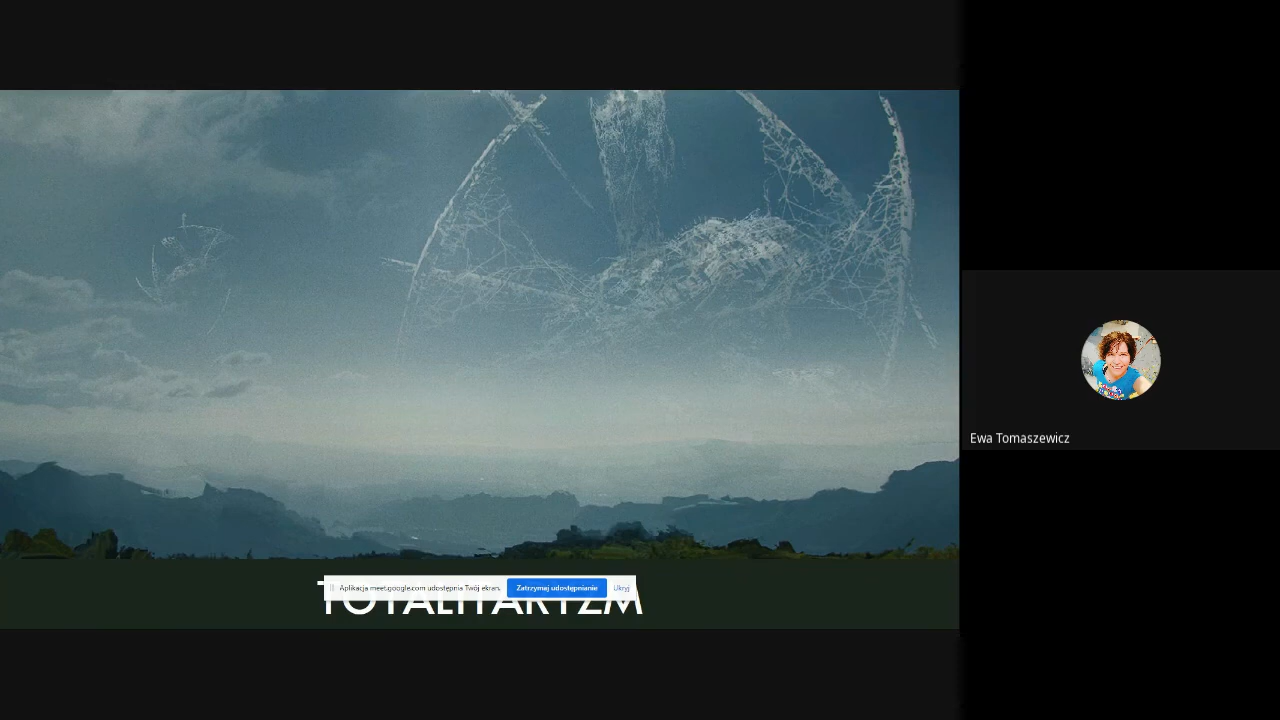 Aplikacja meet.google.com udostępnia Twój ekran. Zatrzymaj udostępnianie Ukryj
TOTALITARYZM
Ewa Tomaszewicz